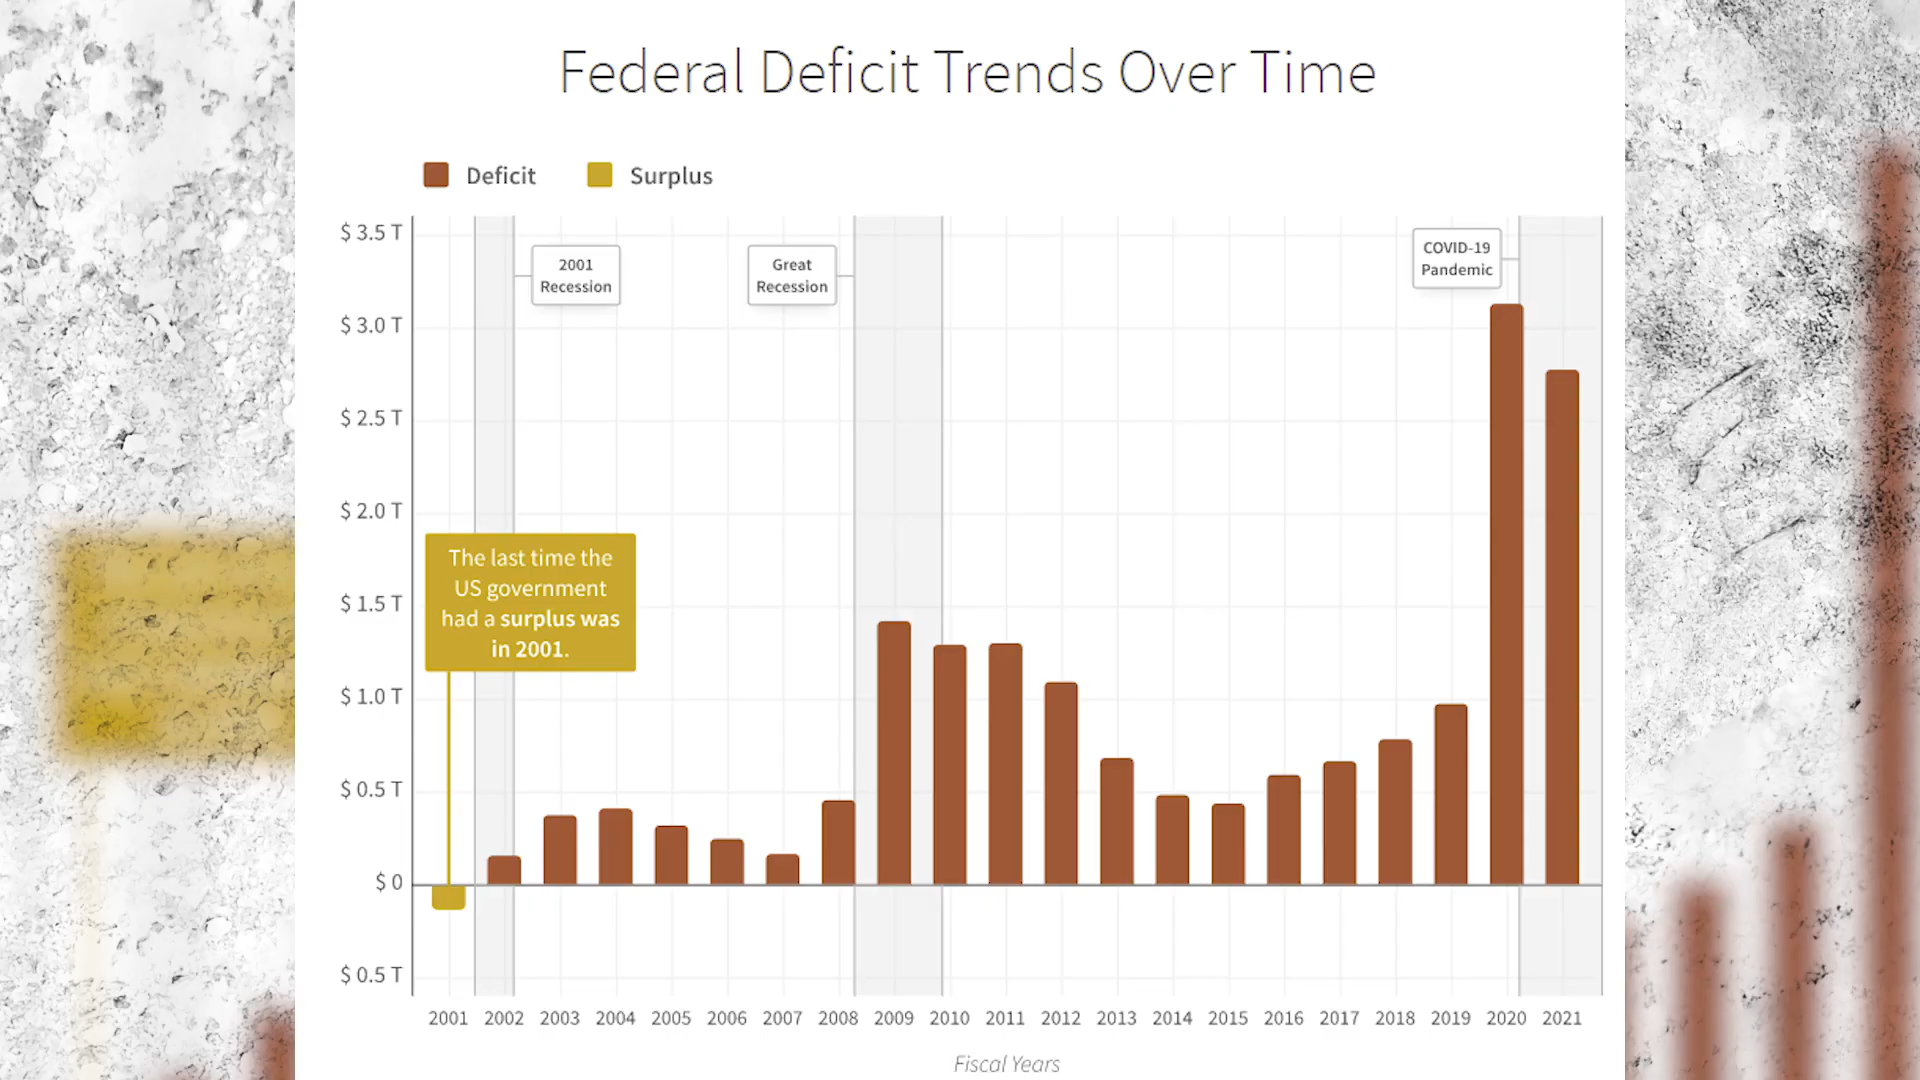 Federal Deficit Trends Over Time
Deficit Surplus
$ 3.5 T
$ 3.0 T
$ 2.5 T
$ 2.0 T
$ 1.5 T
$ 1.0 T
$ 0.5 T
$ 0
$ 0.5 T
2001
Recession
Great
Recession
COVID-19
Pandemic
The last time the
US government
had a surplus was
in 2001.
2001 2002 2003 2004 2005 2006 2007 2008 2009 2010 2011 2012 2013 2014 2015 2016 2017 2018 2019 2020 2021
Fiscal Years